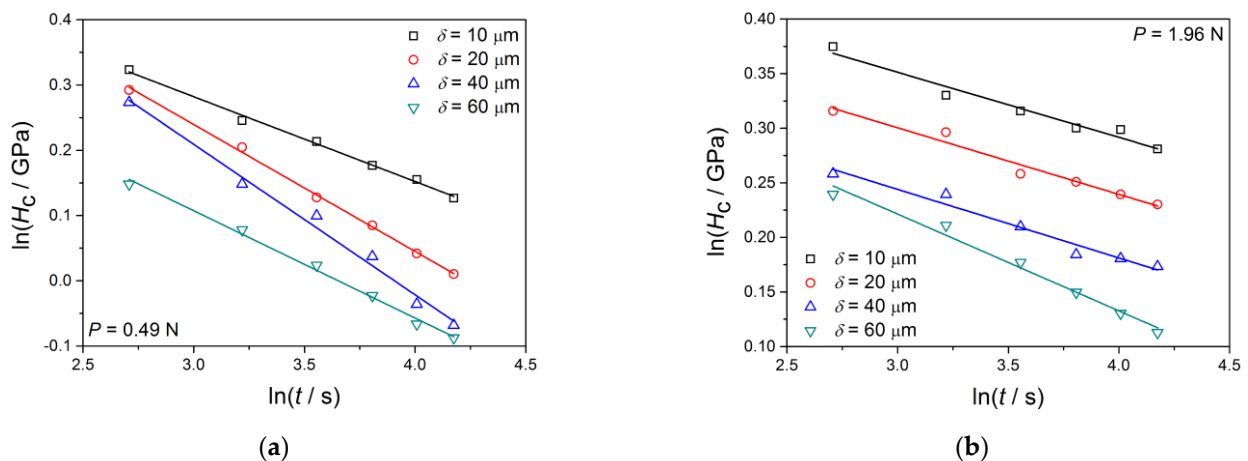 0.4
0.3
0.2
0.1
0.0
-0.1
ln(H_C / GPa)
δ = 10 μm
δ = 20 μm
δ = 40 μm
δ = 60 μm
P = 0.49 N
2.5 3.0 3.5 4.0 4.5
ln(t / s)
(a)
0.40
0.35
0.30
0.25
0.20
0.15
0.10
ln(H_C / GPa)
P = 1.96 N
δ = 10 μm
δ = 20 μm
δ = 40 μm
δ = 60 μm
2.5 3.0 3.5 4.0 4.5
ln(t / s)
(b)